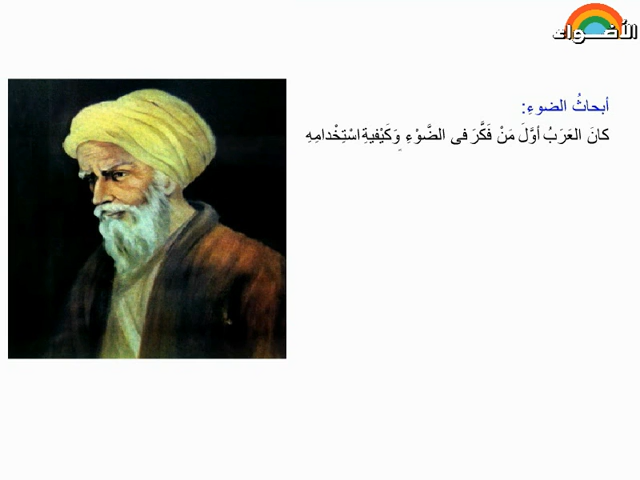 الأضواء
أبحاثُ الضوءِ:
كانَ العَرَبُ أوَّلَ مَنْ فَكَّرَ فى الضَّوْءِ وَكَيْفيةِ اسْتِخْدامِهِ